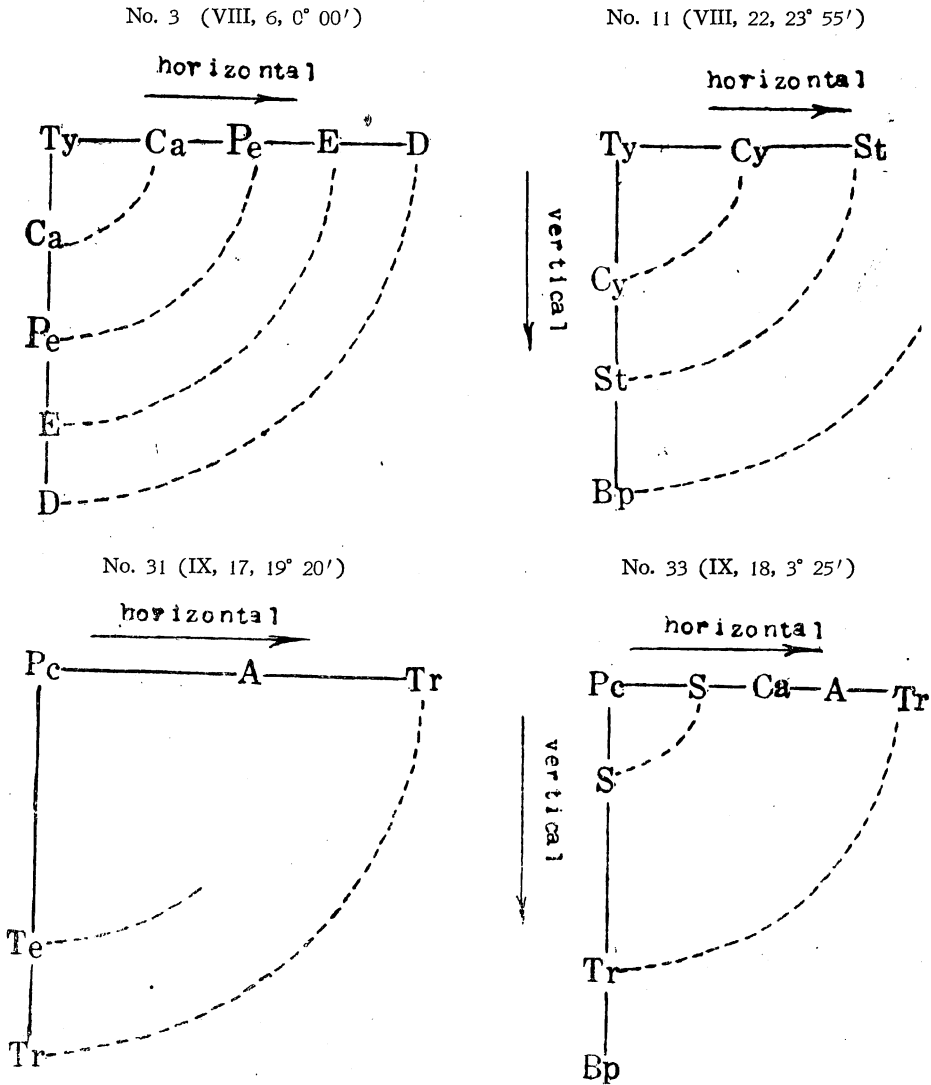 No. 3 (VIII, 6, 0° 00′)
horizontal
Ty Ca Pe E D
Ca
Pe
E
D
No. 11 (VIII, 22, 23° 55′)
horizontal
Ty Cy St
vertical
Cy
St
Bp
No. 31 (IX, 17, 19° 20′)
horizontal
Pc A Tr
Te
Tr
No. 33 (IX, 18, 3° 25′)
horizontal
Pc S Ca A Tr
vertical
S
Tr
Bp